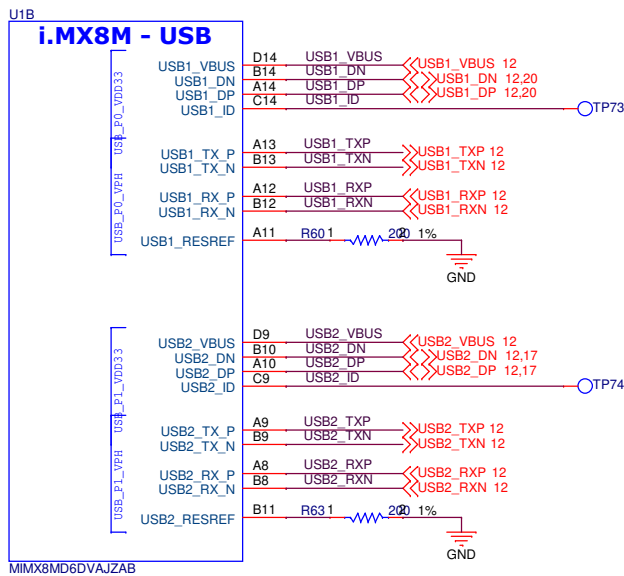 U1B
i.MX8M - USB
USB1_VBUS D14 USB1_VBUS USB1_VBUS 12
USB1_DN B14 USB1_DN USB1_DN 12,20
USB1_DP A14 USB1_DP USB1_DP 12,20
USB1_ID C14 USB1_ID TP73
USB_P0_VDD33
USB1_TX_P A13 USB1_TXP USB1_TXP 12
USB1_TX_N B13 USB1_TXN USB1_TXN 12
USB_P0_VPH
USB1_RX_P A12 USB1_RXP USB1_RXP 12
USB1_RX_N B12 USB1_RXN USB1_RXN 12
USB1_RESREF A11 R60 1 200 2 1%
GND
USB2_VBUS D9 USB2_VBUS USB2_VBUS 12
USB2_DN B10 USB2_DN USB2_DN 12,17
USB2_DP A10 USB2_DP USB2_DP 12,17
USB2_ID C9 USB2_ID TP74
USB_P1_VDD33
USB2_TX_P A9 USB2_TXP USB2_TXP 12
USB2_TX_N B9 USB2_TXN USB2_TXN 12
USB_P1_VPH
USB2_RX_P A8 USB2_RXP USB2_RXP 12
USB2_RX_N B8 USB2_RXN USB2_RXN 12
USB2_RESREF B11 R63 1 200 2 1%
GND
MIMX8MD6DVAJZAB